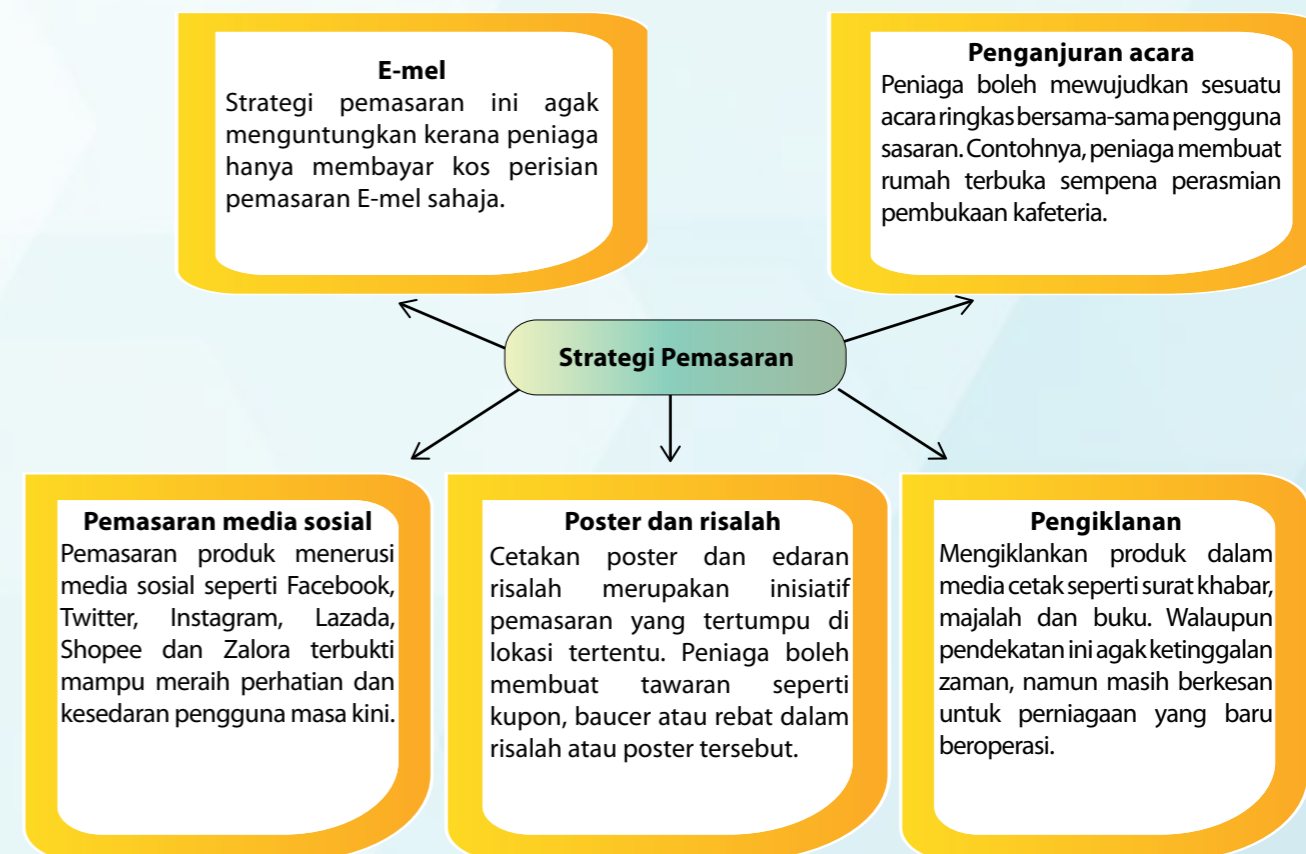 E-mel
Strategi pemasaran ini agak
menguntungkan kerana peniaga
hanya membayar kos perisian
pemasaran E-mel sahaja.
Penganjuran acara
Peniaga boleh mewujudkan sesuatu
acara ringkas bersama-sama pengguna
sasaran. Contohnya, peniaga membuat
rumah terbuka sempena perasmian
pembukaan kafeteria.
Strategi Pemasaran
Pemasaran media sosial
Pemasaran produk menerusi
media sosial seperti Facebook,
Twitter, Instagram, Lazada,
Shopee dan Zalora terbukti
mampu meraih perhatian dan
kesedaran pengguna masa kini.
Poster dan risalah
Cetakan poster dan edaran
risalah merupakan inisiatif
pemasaran yang tertumpu di
lokasi tertentu. Peniaga boleh
membuat tawaran seperti
kupon, baucer atau rebat dalam
risalah atau poster tersebut.
Pengiklanan
Mengiklankan produk dalam
media cetak seperti surat khabar,
majalah dan buku. Walaupun
pendekatan ini agak ketinggalan
zaman, namun masih berkesan
untuk perniagaan yang baru
beroperasi.